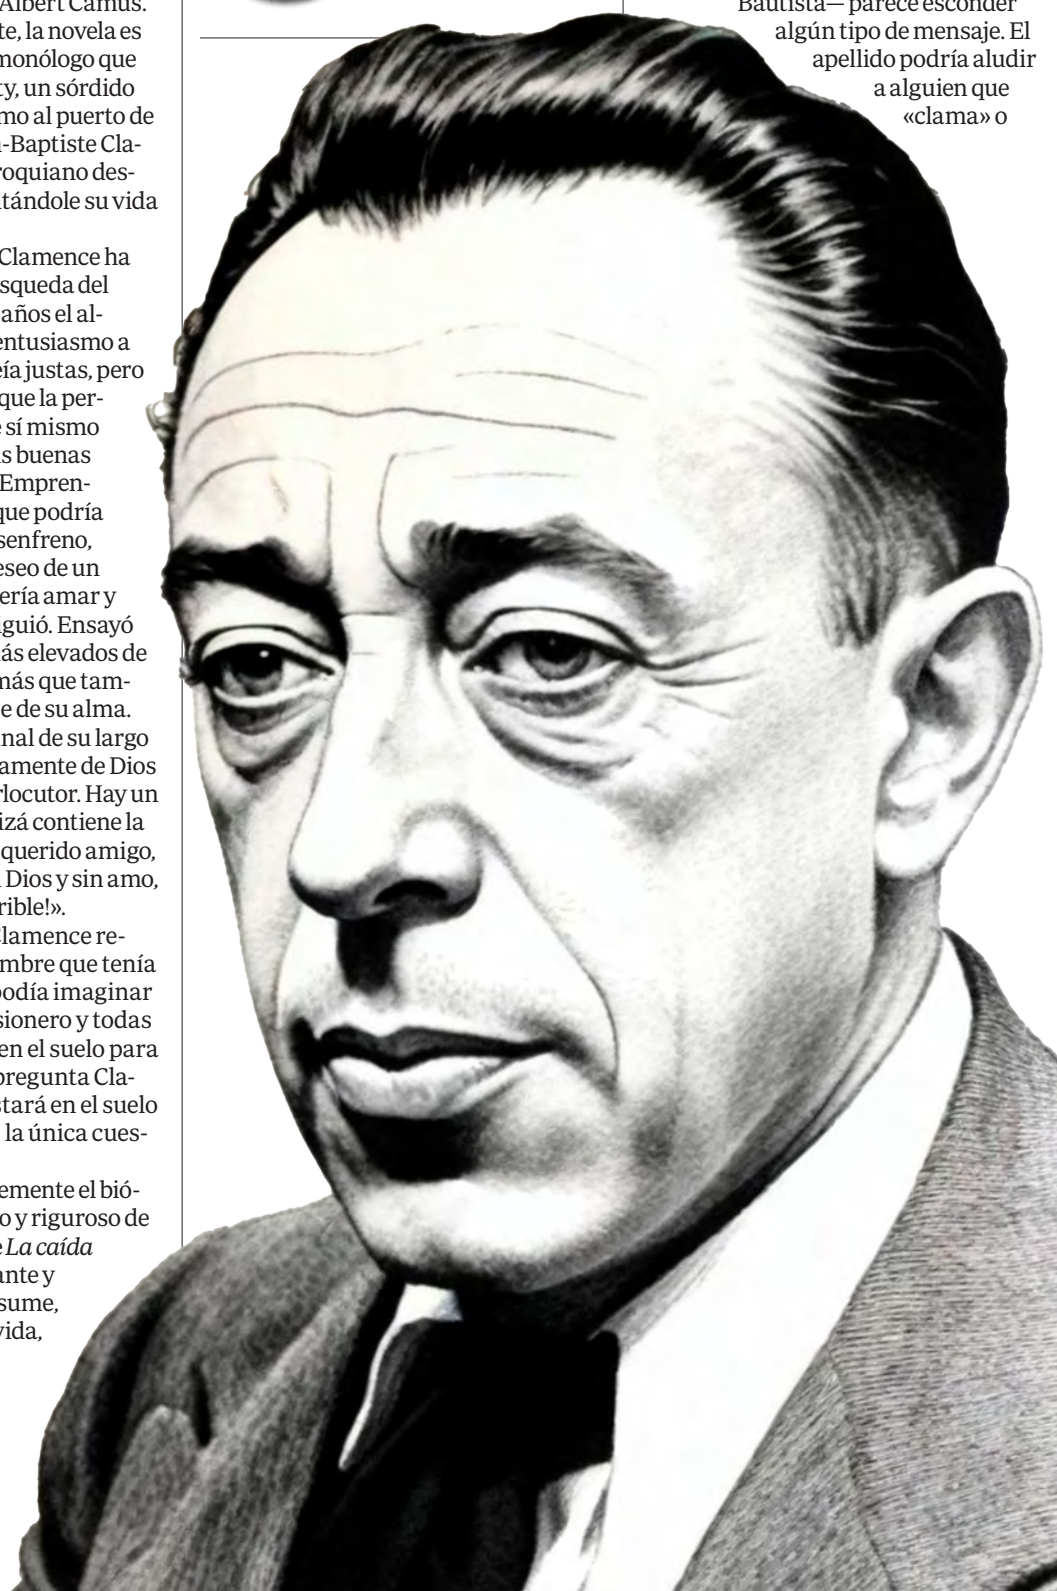 Albert Camus.
te, la novela es
monólogo que
ty, un sórdido
mo al puerto de
n-Baptiste Cla-
roquiano des-
ntándole su vida
Clamence ha
squeda del
años el al-
entusiasmo a
eía justas, pero
que la per-
e sí mismo
as buenas
Empren-
que podría
senfreno,
eseo de un
ería amar y
iguió. Ensayó
ás elevados de
más que tam-
e de su alma.
nal de su largo
amente de Dios
rlocutor. Hay un
izá contiene la
querido amigo,
Dios y sin amo,
rible!».
Clamence re-
mbre que tenía
podía imaginar
sionero y todas
en el suelo para
pregunta Cla-
stará en el suelo
la única cues-
emente el bió-
o y riguroso de
e La caída
ante y
sume,
vida,
Bautista— parece esconder
algún tipo de mensaje. El
apellido podría aludir
a alguien que
«clama» o